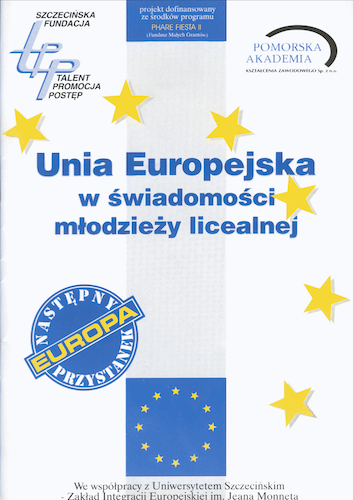 SZCZECIŃSKA
FUNDACJA
TALENT
PROMOCJA
POSTĘP
projekt dofinansowany
ze środków programu
PHARE FIESTA II
(Fundusz Małych Grantów)
POMORSKA
AKADEMIA
KSZTAŁCENIA ZAWODOWEGO Sp. z o.o.
Unia Europejska
w świadomości
młodzieży licealnej
NASTĘPNY
EUROPA
PRZYSTANEK
We współpracy z Uniwersytetem Szczecińskim
- Zakład Integracji Europejskiej im. Jeana Monneta